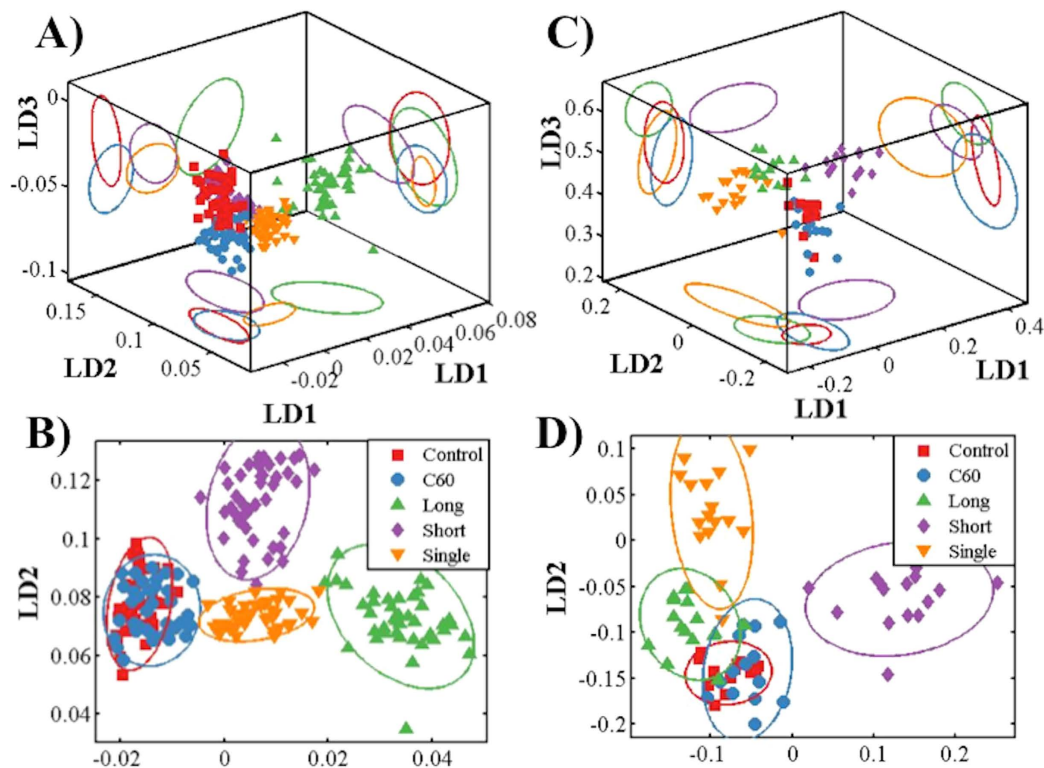 A)
LD3
0
-0.05
-0.1
0.15
0.1
0.05
LD2
-0.02
0
0.02
0.04
0.06
0.08
LD1
LD1
C)
LD3
0.6
0.5
0.4
0.3
0.2
0.2
0
-0.2
LD2
-0.2
0
0.2
0.4
LD1
LD1
B)
LD2
0.12
0.1
0.08
0.06
0.04
-0.02
0
0.02
0.04
Control
C60
Long
Short
Single
D)
LD2
0.1
0.05
0
-0.05
-0.1
-0.15
-0.2
-0.1
0
0.1
0.2
Control
C60
Long
Short
Single